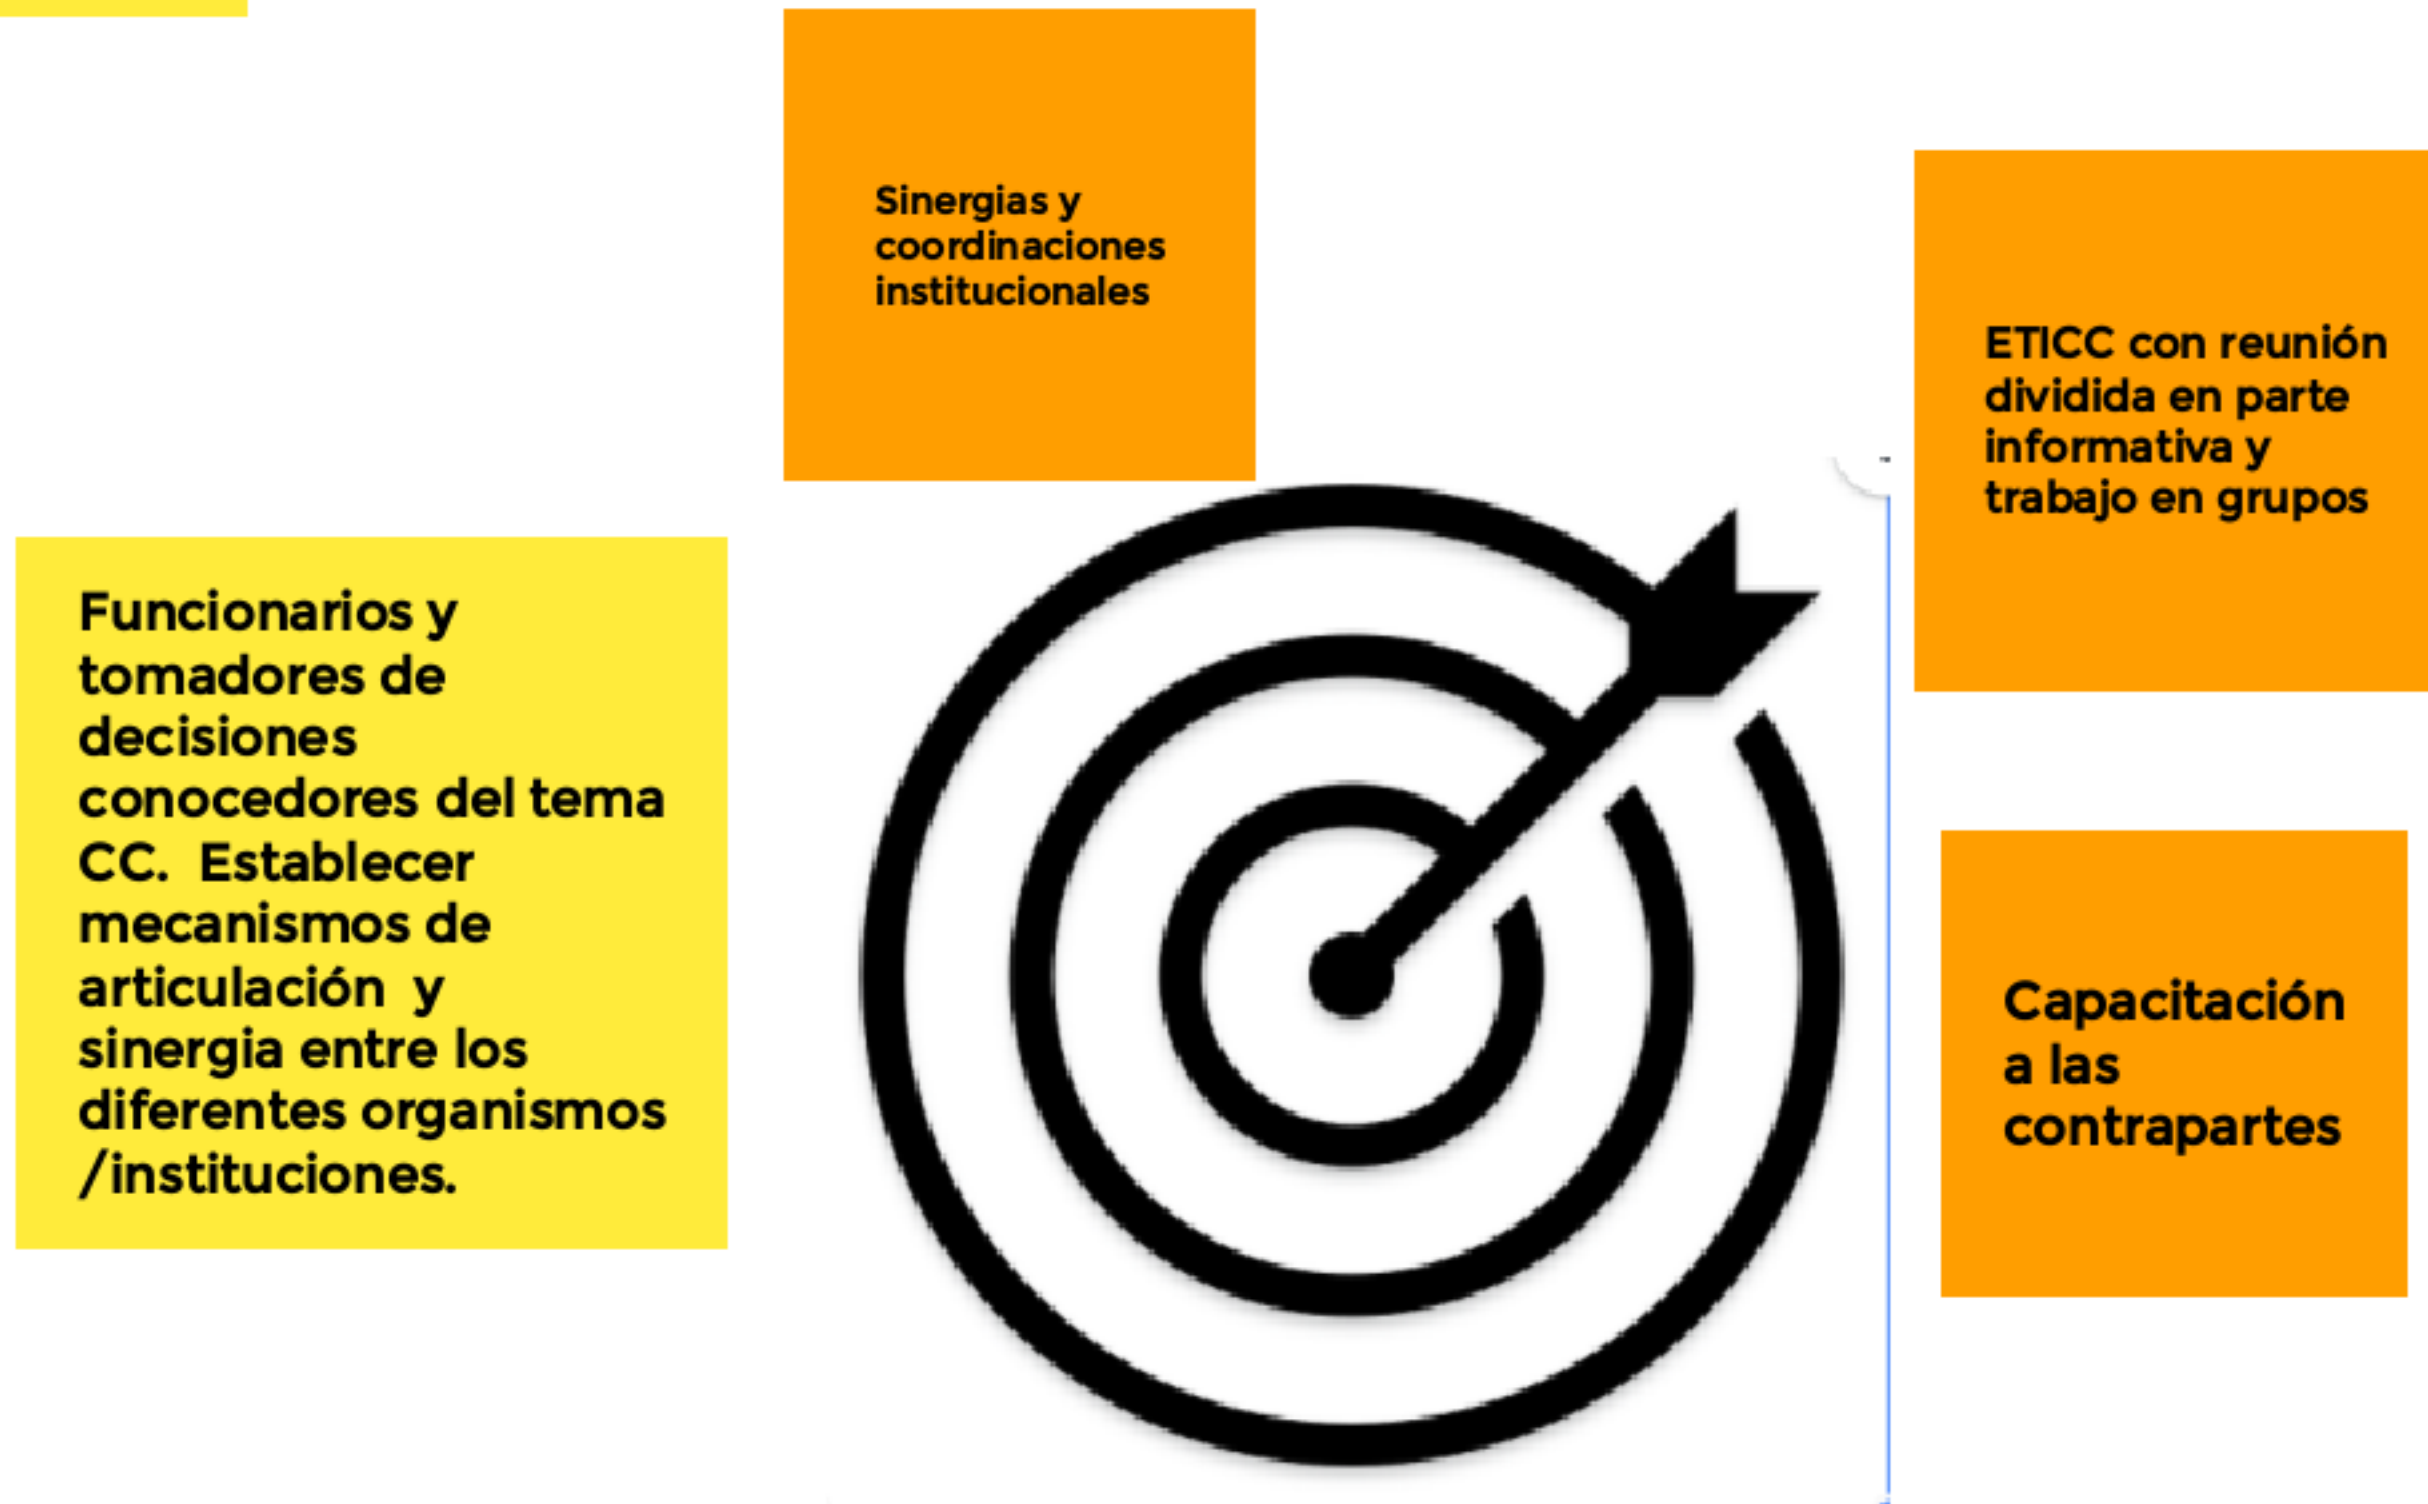 Sinergias y
coordinaciones
institucionales
ETICC con reunión
dividida en parte
informativa y
trabajo en grupos
Funcionarios y
tomadores de
decisiones
conocedores del tema
CC.  Establecer
mecanismos de
articulación  y
sinergia entre los
diferentes organismos
/instituciones.
Capacitación
a las
contrapartes